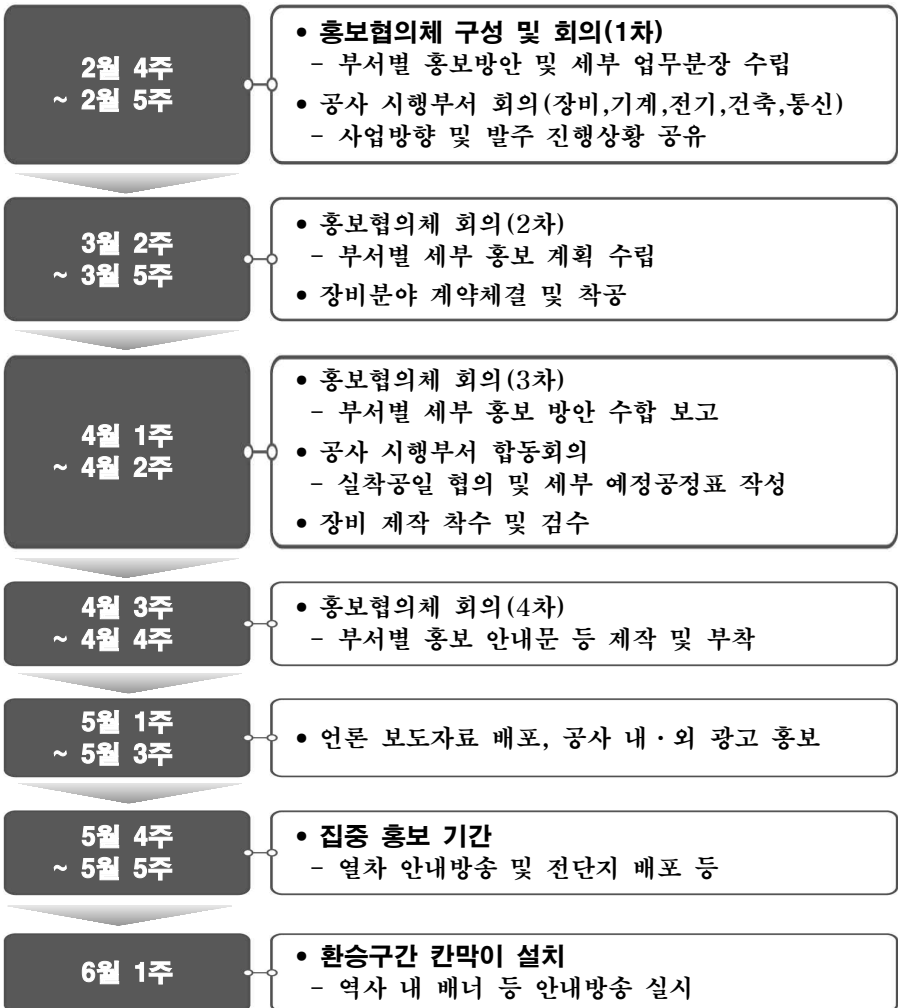 2월 4주
~ 2월 5주
• 홍보협의체 구성 및 회의(1차)
- 부서별 홍보방안 및 세부 업무분장 수립
• 공사 시행부서 회의(장비,기계,전기,건축,통신)
- 사업방향 및 발주 진행상황 공유
3월 2주
~ 3월 5주
• 홍보협의체 회의(2차)
- 부서별 세부 홍보 계획 수립
• 장비분야 계약체결 및 착공
4월 1주
~ 4월 2주
• 홍보협의체 회의(3차)
- 부서별 세부 홍보 방안 수합 보고
• 공사 시행부서 합동회의
- 실착공일 협의 및 세부 예정공정표 작성
• 장비 제작 착수 및 검수
4월 3주
~ 4월 4주
• 홍보협의체 회의(4차)
- 부서별 홍보 안내문 등 제작 및 부착
5월 1주
~ 5월 3주
• 언론 보도자료 배포, 공사 내·외 광고 홍보
5월 4주
~ 5월 5주
• 집중 홍보 기간
- 열차 안내방송 및 전단지 배포 등
6월 1주
• 환승구간 칸막이 설치
- 역사 내 배너 등 안내방송 실시